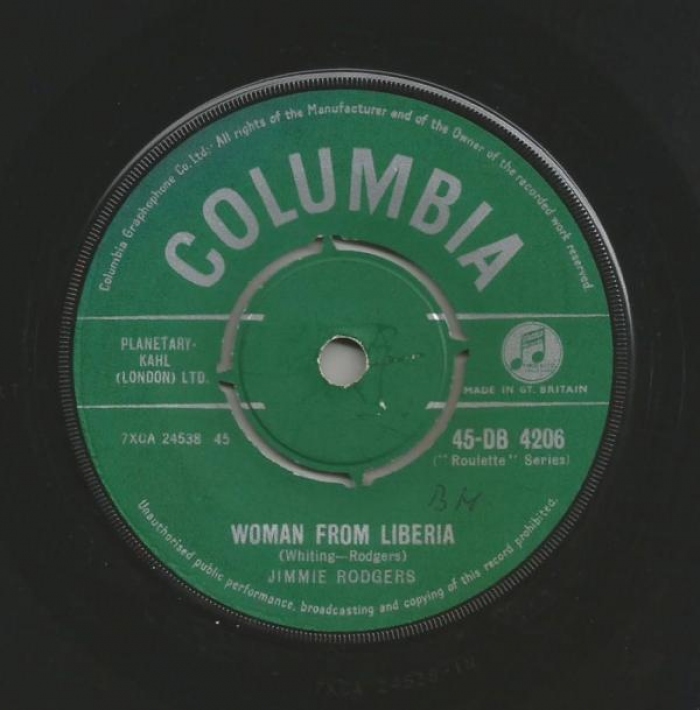 Columbia Graphophone Co. Ltd. All rights of the Manufacturer and of the Owner of the recorded work reserved.
COLUMBIA
PLANETARY-
KAHL
(LONDON) LTD.
MADE IN GT. BRITAIN
7XCA 24538 45
45-DB 4206
("Roulette" Series)
BM
WOMAN FROM LIBERIA
(Whiting—Rodgers)
JIMMIE RODGERS
Unauthorised public performance, broadcasting and copying of this record prohibited.